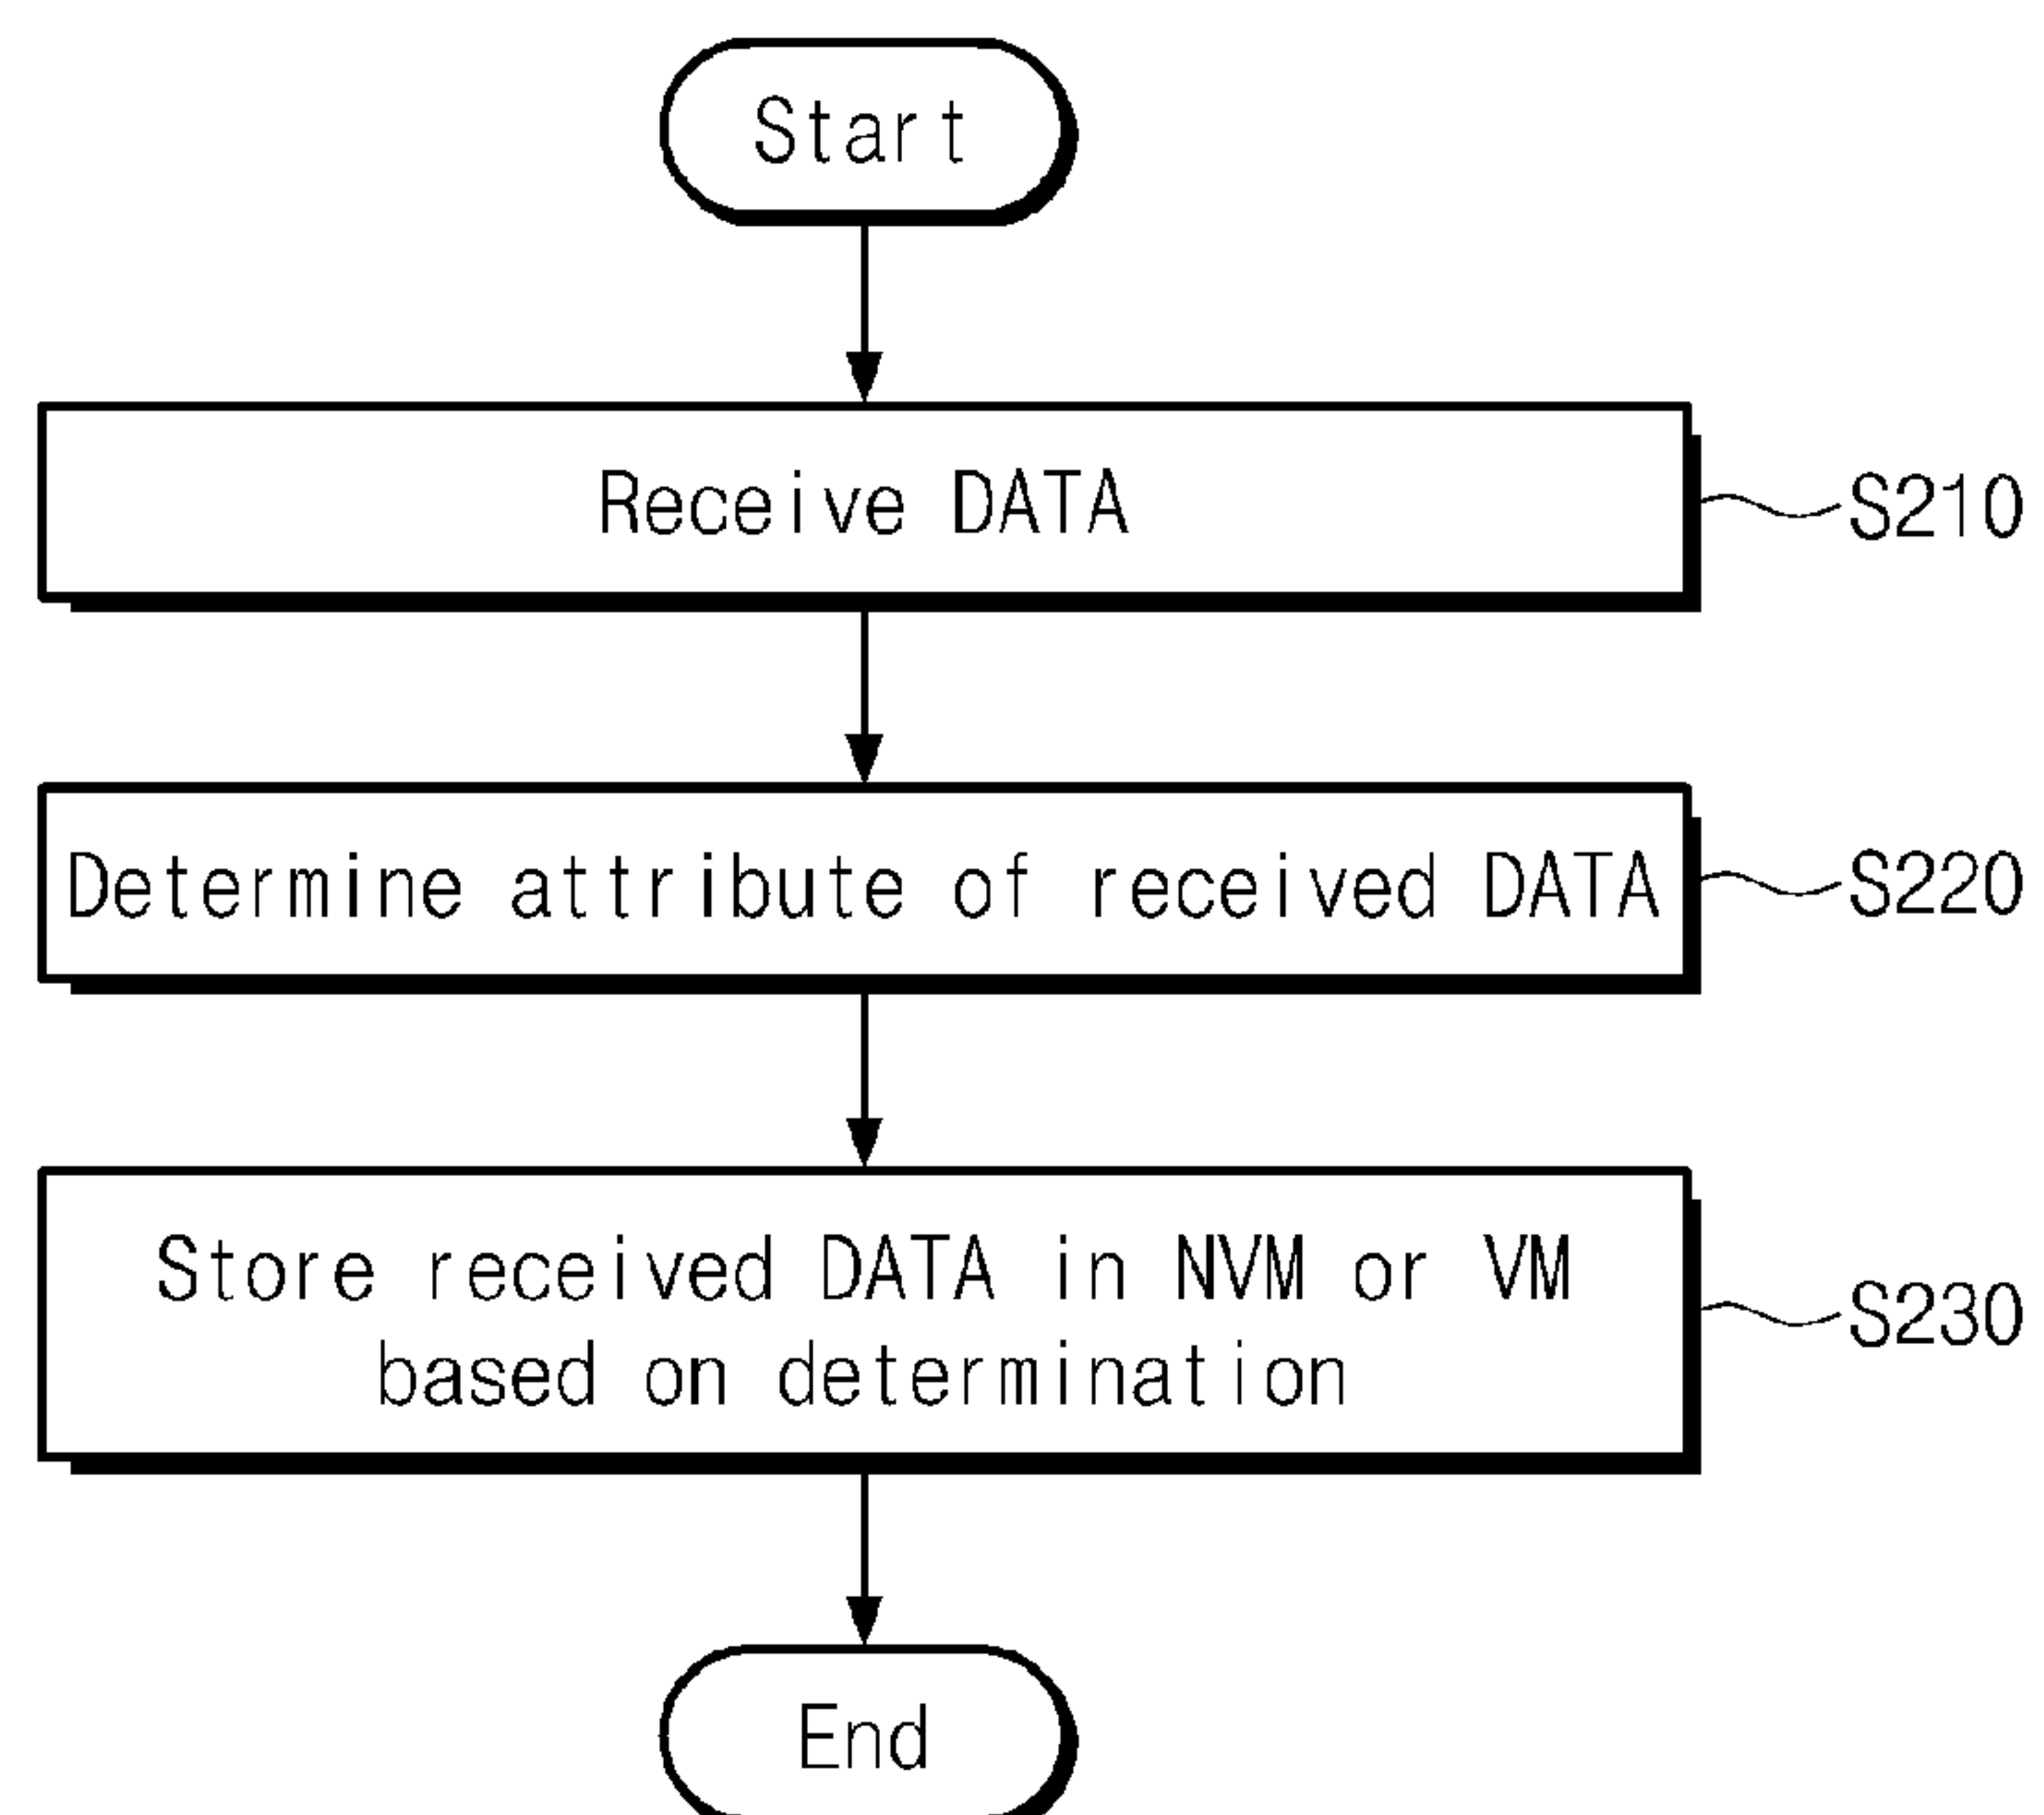 Start
Receive DATA
S210
Determine attribute of received DATA
S220
Store received DATA in NVM or VM
based on determination
S230
End